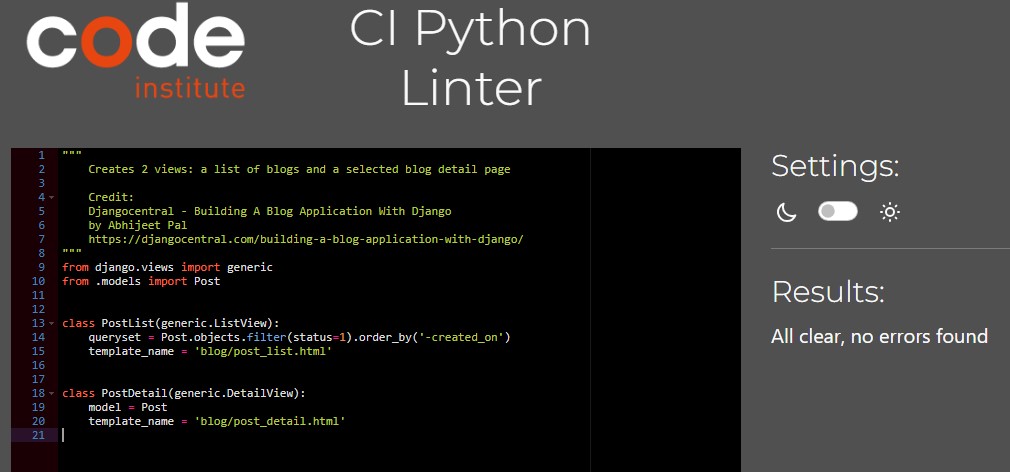 code
institute
CI Python
Linter
1 """
2 Creates 2 views: a list of blogs and a selected blog detail page
3
4 Credit:
5 Djangocentral - Building A Blog Application With Django
6 by Abhijeet Pal
7 https://djangocentral.com/building-a-blog-application-with-django/
8 """
9 from django.views import generic
10 from .models import Post
11
12
13 class PostList(generic.ListView):
14 queryset = Post.objects.filter(status=1).order_by('-created_on')
15 template_name = 'blog/post_list.html'
16
17
18 class PostDetail(generic.DetailView):
19 model = Post
20 template_name = 'blog/post_detail.html'
21
Settings:
Results:
All clear, no errors found